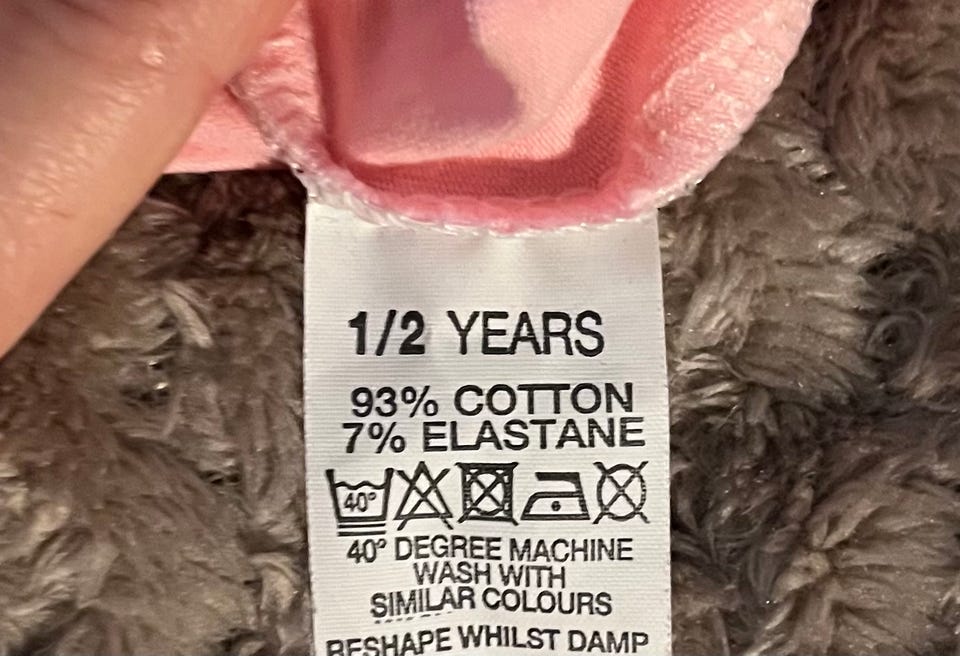 1/2 YEARS
93% COTTON
7% ELASTANE
40°
40° DEGREE MACHINE
WASH WITH
SIMILAR COLOURS
RESHAPE WHILST DAMP